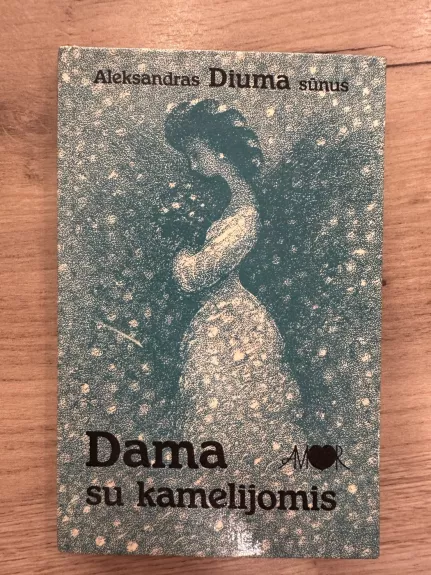 Aleksandras Diuma sūnus
Dama
AMOR
su kamelijomis